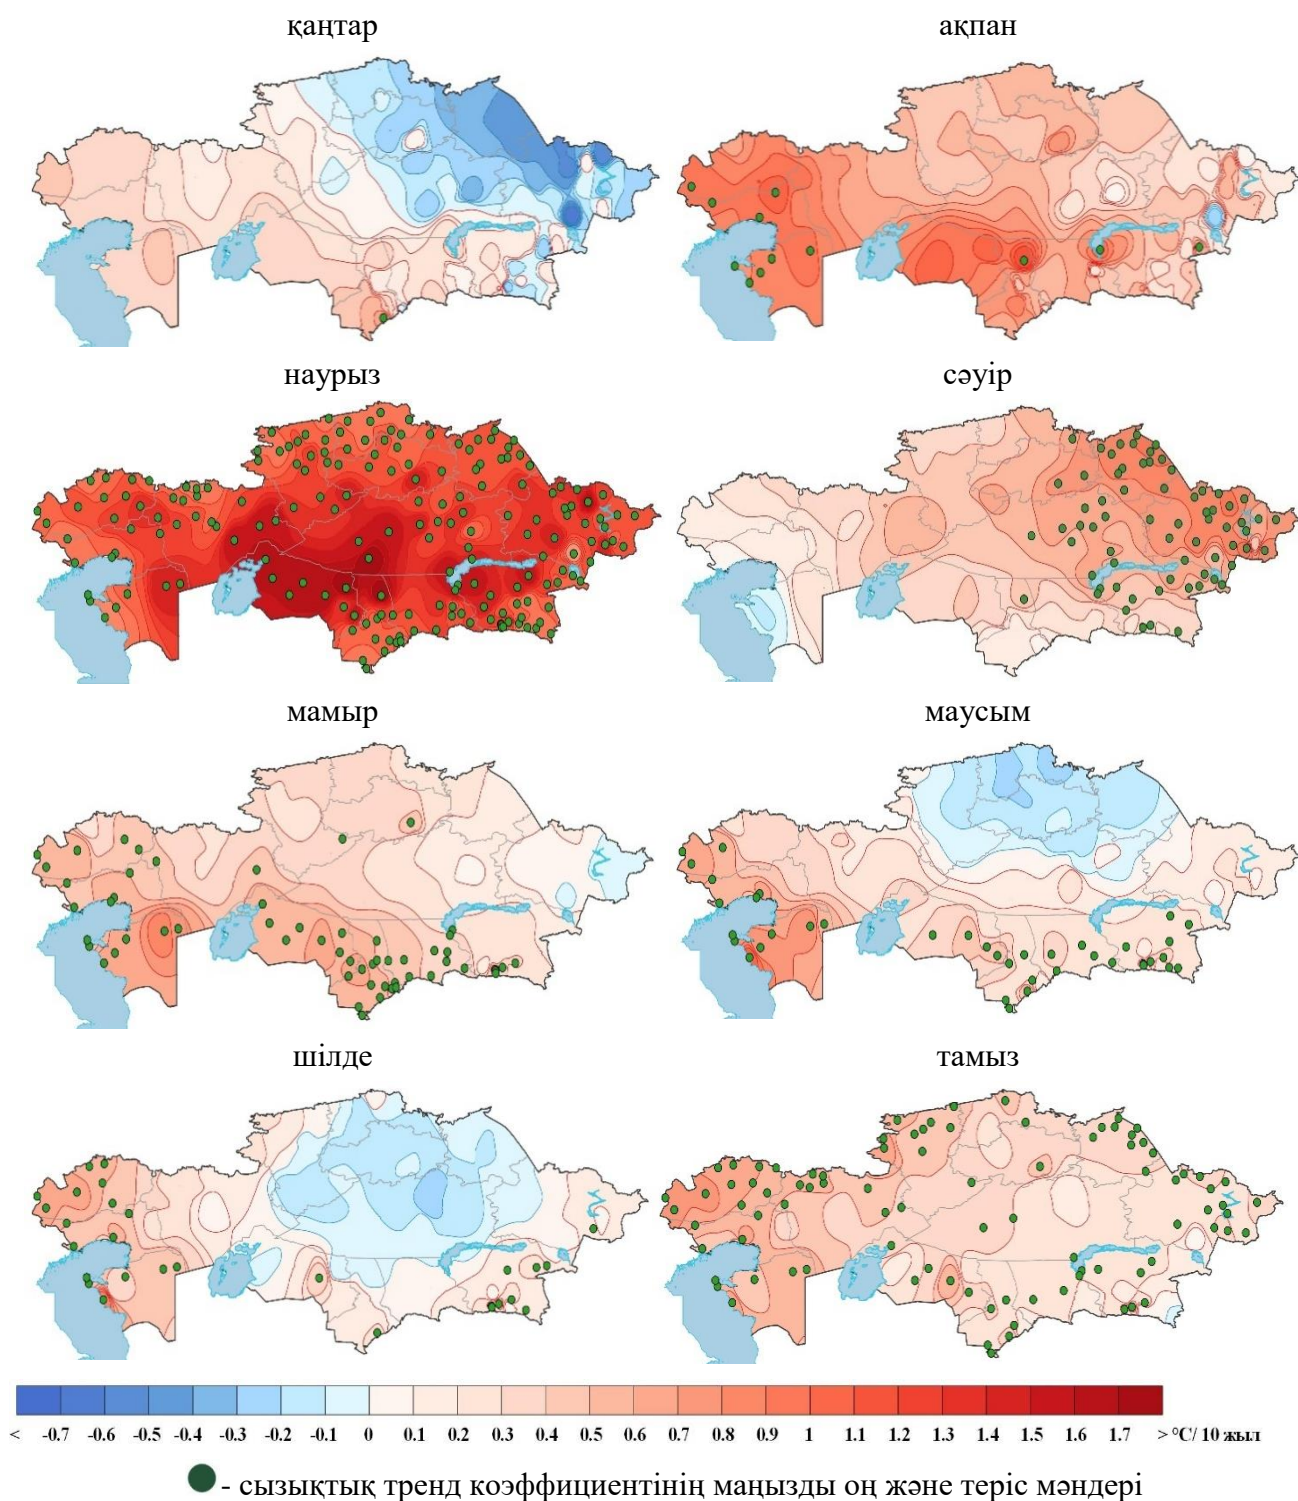 қаңтар ақпан
наурыз сәуір
мамыр маусым
шілде тамыз
< -0.7 -0.6 -0.5 -0.4 -0.3 -0.2 -0.1 0 0.1 0.2 0.3 0.4 0.5 0.6 0.7 0.8 0.9 1 1.1 1.2 1.3 1.4 1.5 1.6 1.7 > °C/ 10 жыл
- сызықтық тренд коэффициентінің маңызды оң және теріс мәндері